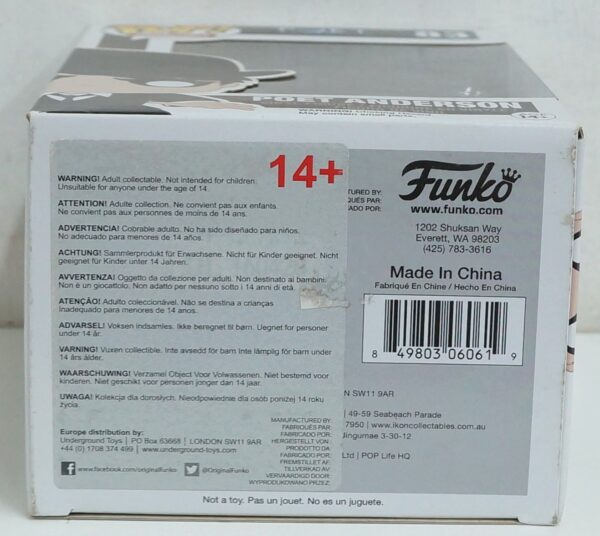 83
POET ANDERSON
WARNING! Adult collectable. Not intended for children.
Unsuitable for anyone under the age of 14.
14+
ATTENTION! Adulte collection. Ne convient pas aux enfants.
Ne convient pas aux personnes de moins de 14 ans.
ADVERTENCIA! Cobrable adulto. No ha sido diseñado para niños.
No adecuado para menores de 14 años.
ACHTUNG! Sammlerprodukt für Erwachsene. Nicht für Kinder geeignet. Nicht
geeignet für Kinder unter 14 Jahren.
AVVERTENZA! Oggetto da collezione per adulti. Non destinato ai bambini.
Non è un giocattolo. Non adatto per nessuno sotto i 14 anni di età.
ATENÇÃO! Adulto coleccionável. Não se destina a crianças
Inadequado para menores de 14 anos.
ADVARSEL! Voksen indsamles. Ikke beregnet til børn. Uegnet for personer
under 14 år.
VARNING! Vuxen collectible. Inte avsedd för barn Inte lämplig för barn under
14 års ålder.
WAARSCHUWING! Verzamel Object Voor Volwassenen. Niet bestemd voor
kinderen. Niet geschikt voor personen jonger dan 14 jaar.
UWAGA! Kolekcja dla dorosłych. Nieodpowiednie dla osób poniżej 14 roku
życia.
Europe distribution by:
Underground Toys | PO Box 63668 | LONDON SW11 9AR
+44 (0) 1708 374 499 | www.underground-toys.com
www.facebook.com/originalFunko
@OriginalFunko
MANUFACTURED BY:
FABRIQUÉS PAR:
FABRICADO POR:
HERGESTELLT VON :
PRODOTTO DA
FABRICADO POR:
FREMSTILLET AF
TILLVERKAD AV
VERVAARDIGD DOOR
WYPRODUKOWANO PRZEZ:
TURED BY:
QUÉS PAR:
ADO POR:
Funko
www.funko.com
1202 Shuksan Way
Everett, WA 98203
(425) 783-3616
Made In China
Fabriqué En Chine / Hecho En China
8 49803 06061 9
N SW11 9AR
| 49-59 Seabeach Parade
7950 | www.ikoncollectables.com.au
Jingumae 3-30-12
Ltd | POP Life HQ
Not a toy. Pas un jouet. No es un juguete.